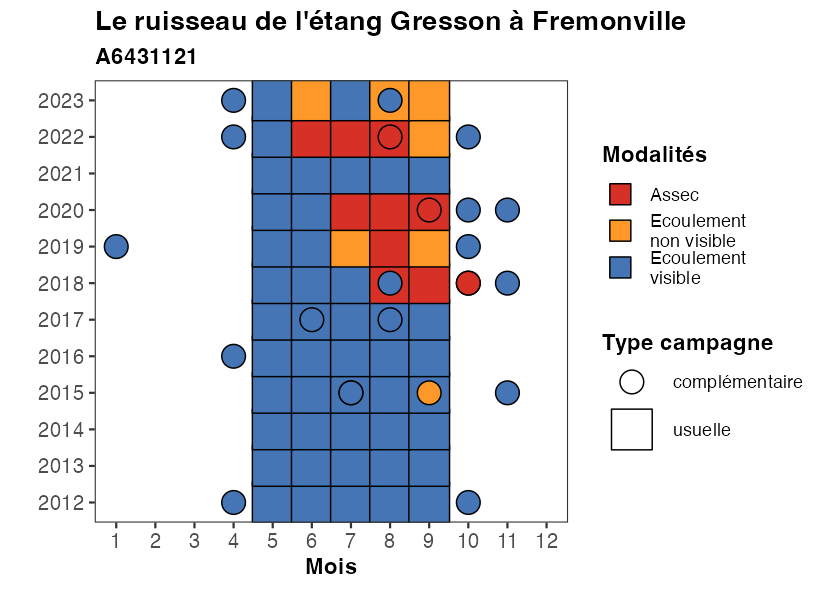 Le ruisseau de l'étang Gresson à Fremonville
A6431121
2023
2022
2021
2020
2019
2018
2017
2016
2015
2014
2013
2012
1 2 3 4 5 6 7 8 9 10 11 12
Mois
Modalités
Assec
Ecoulement
non visible
Ecoulement
visible
Type campagne
complémentaire
usuelle